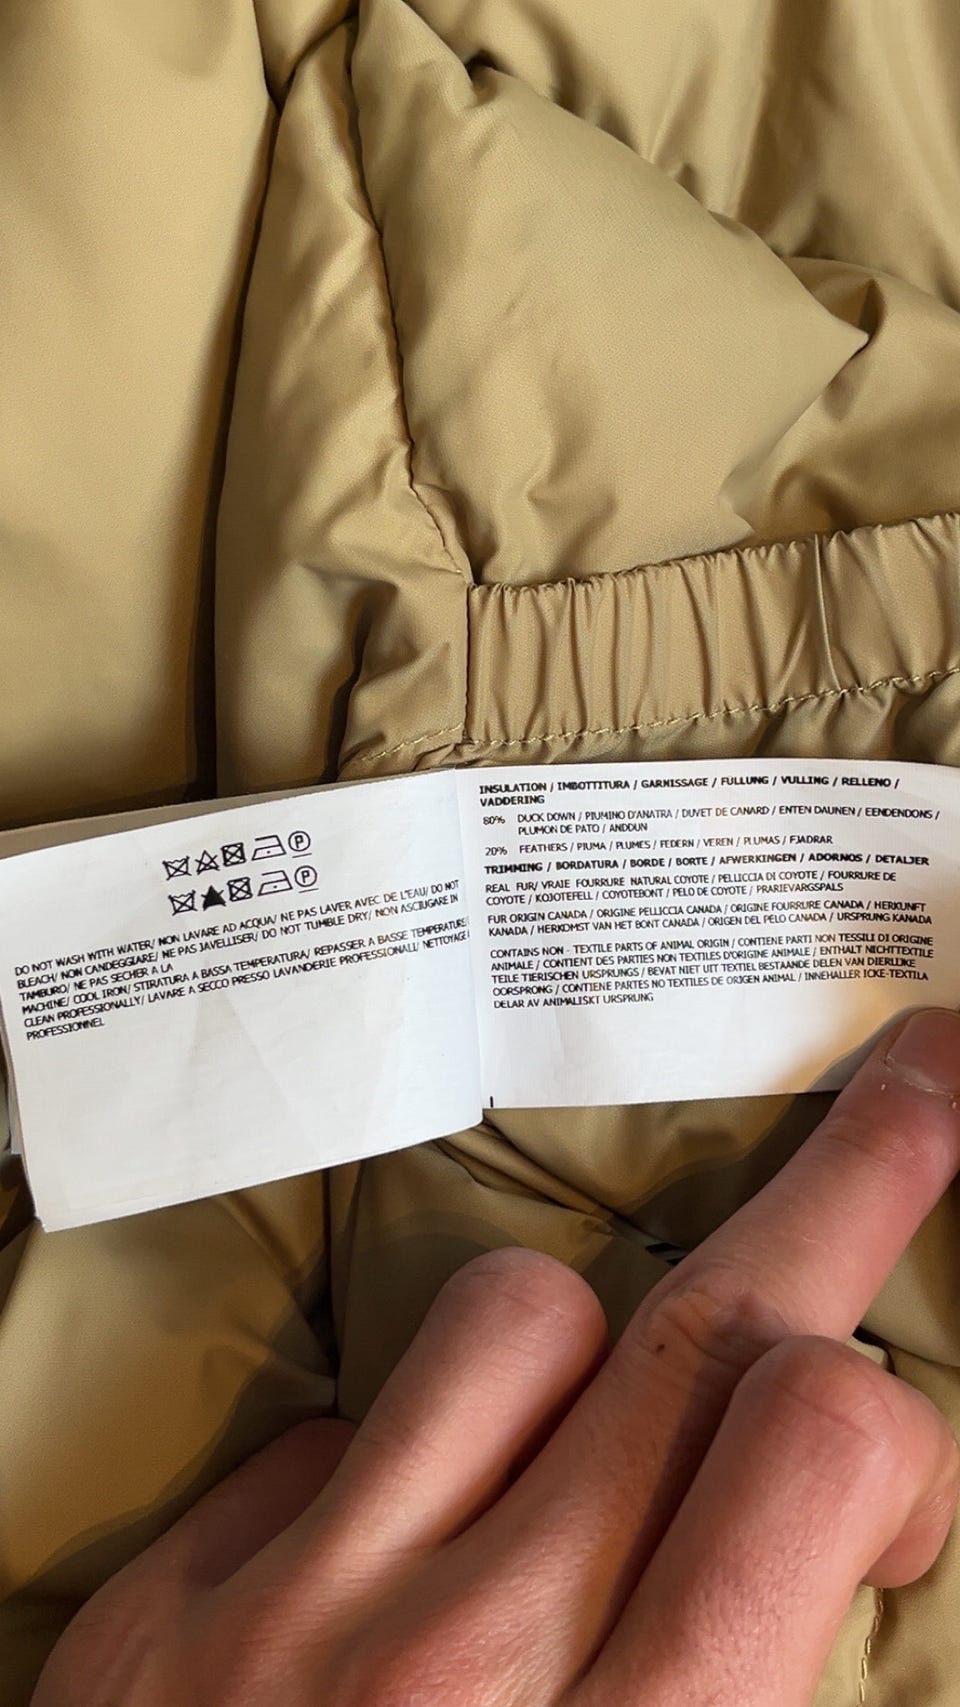 DO NOT WASH WITH WATER/ NON LAVARE AD ACQUA/ NE PAS LAVER AVEC DE L'EAU/ DO NOT
BLEACH/ NON CANDEGGIARE/ NE PAS JAVELLISER/ DO NOT TUMBLE DRY/ NON ASCIUGARE IN
TAMBURO/ NE PAS SECHER A LA
MACHINE/ COOL IRON/ STIRATURA A BASSA TEMPERATURA/ REPASSER A BASSE TEMPERATURE/
CLEAN PROFESSIONALLY/ LAVARE A SECCO PRESSO LAVANDERIE PROFESSIONALI/ NETTOYAGE
PROFESSIONNEL
INSULATION / IMBOTTITURA / GARNISSAGE / FULLUNG / VULLING / RELLENO /
VADDERING
80% DUCK DOWN / PIUMINO D'ANATRA / DUVET DE CANARD / ENTEN DAUNEN / EENDENDONS /
PLUMON DE PATO / ANDDUN
20% FEATHERS / PIUMA / PLUMES / FEDERN / VEREN / PLUMAS / FJADRAR
TRIMMING / BORDATURA / BORDE / BORTE / AFWERKINGEN / ADORNOS / DETALJER
REAL FUR/ VRAIE FOURRURE NATURAL COYOTE / PELLICCIA DI COYOTE / FOURRURE DE
COYOTE / KOJOTEFELL / COYOTEBONT / PELO DE COYOTE / PRARIEVARGSPALS
FUR ORIGIN CANADA / ORIGINE PELLICCIA CANADA / ORIGINE FOURRURE CANADA / HERKUNFT
KANADA / HERKOMST VAN HET BONT CANADA / ORIGEN DEL PELO CANADA / URSPRUNG KANADA
CONTAINS NON - TEXTILE PARTS OF ANIMAL ORIGIN / CONTIENE PARTI NON TESSILI DI ORIGINE
ANIMALE / CONTIENT DES PARTIES NON TEXTILES D'ORIGINE ANIMALE / ENTHALT NICHTTEXTILE
TEILE TIERISCHEN URSPRUNGS / BEVAT NIET UIT TEXTIEL BESTAANDE DELEN VAN DIERLIJKE
OORSPRONG / CONTIENE PARTES NO TEXTILES DE ORIGEN ANIMAL / INNEHALLER ICKE-TEXTILA
DELAR AV ANIMALISKT URSPRUNG